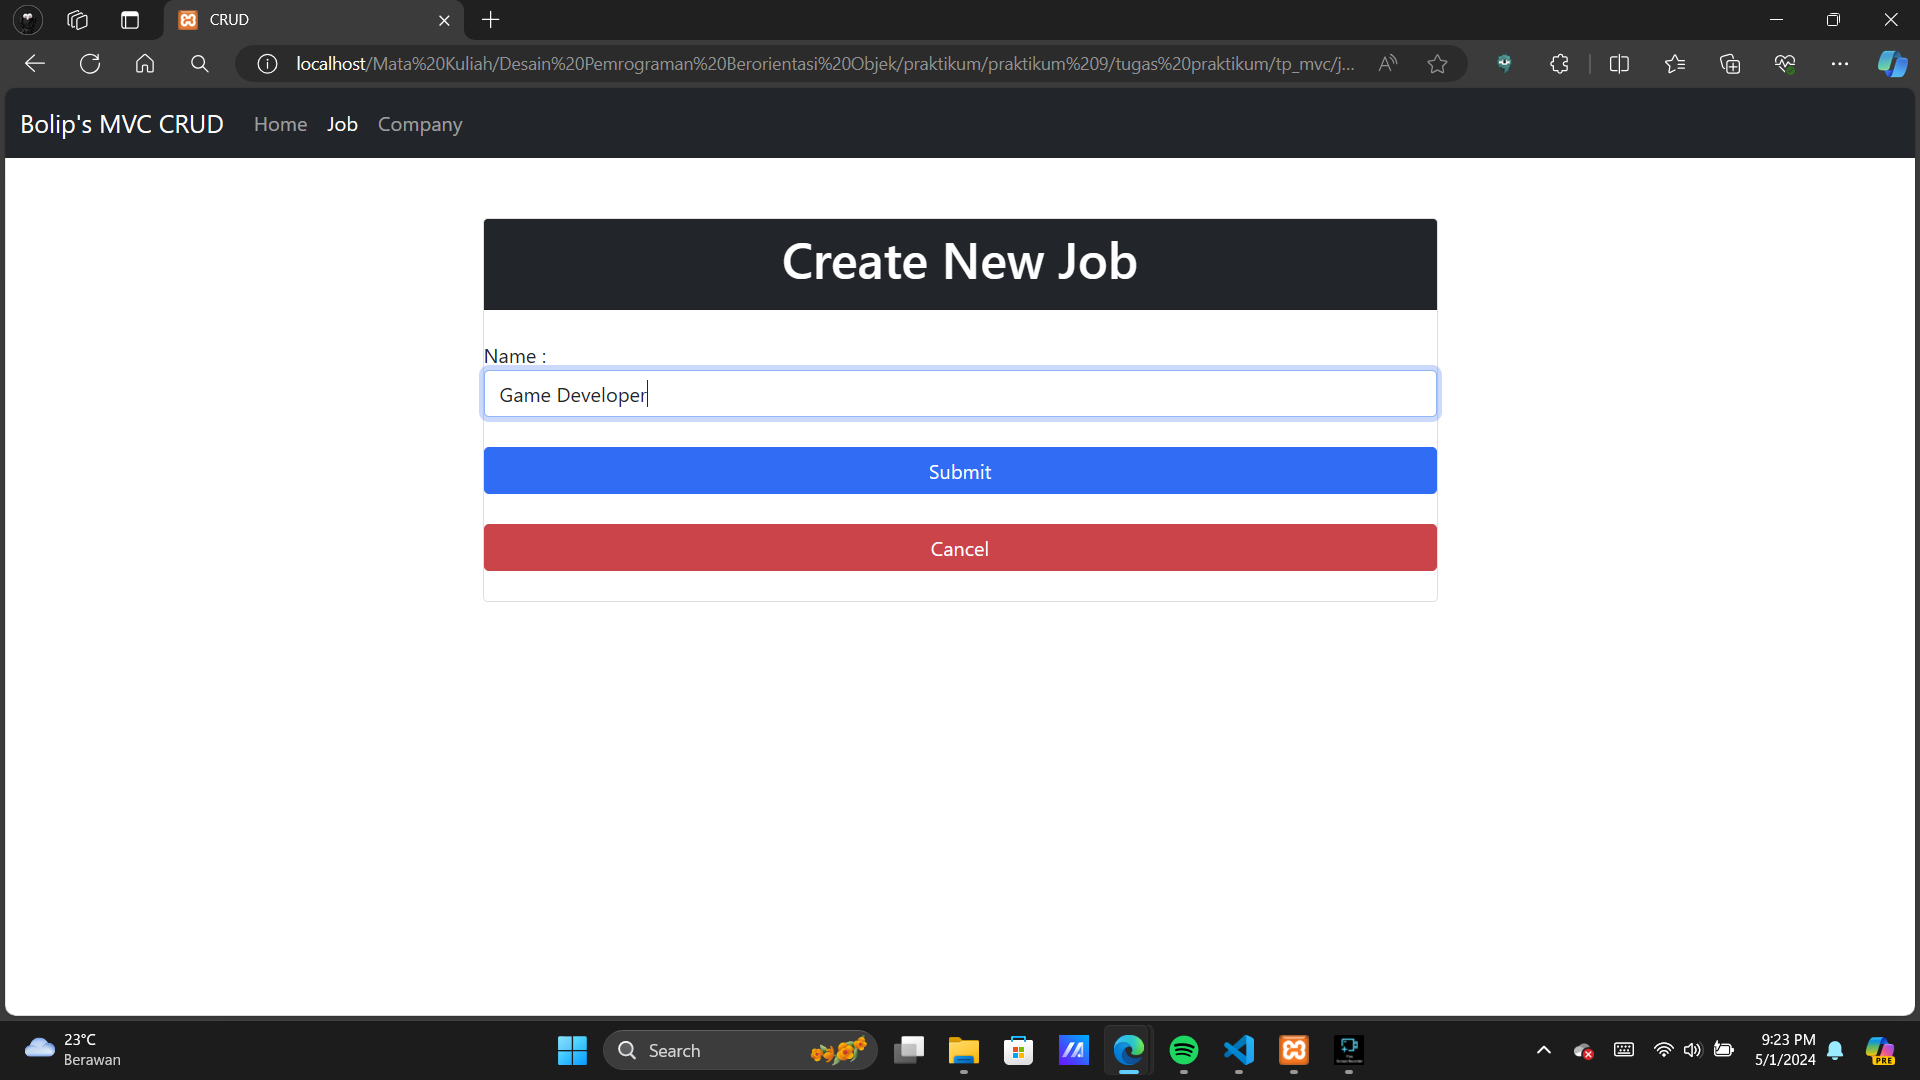 CRUD
localhost/Mata%20Kuliah/Desain%20Pemrograman%20Berorientasi%20Objek/praktikum/praktikum%209/tugas%20praktikum/tp_mvc/j...
Bolip's MVC CRUD Home Job Company
Create New Job
Name :
Game Developer
Submit
Cancel
23°C
Berawan
Search
9:23 PM
5/1/2024
PRE